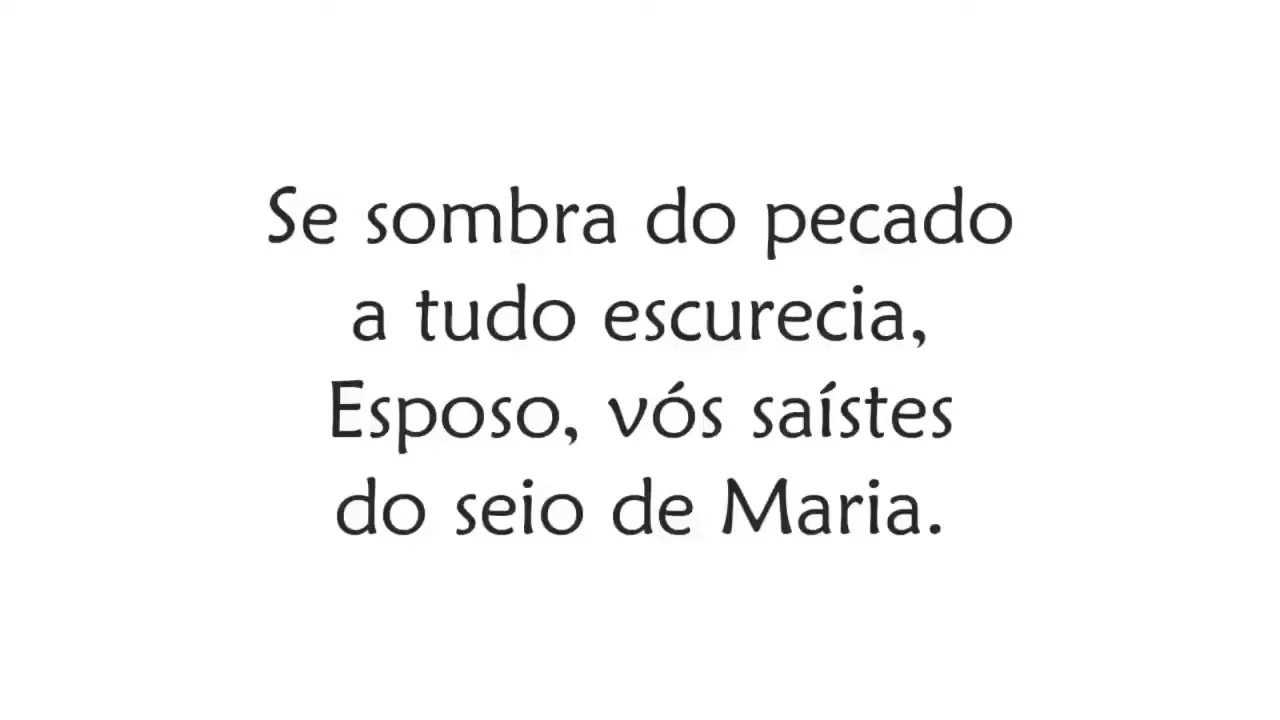 Se sombra do pecado
a tudo escurecia,
Esposo, vós saístes
do seio de Maria.